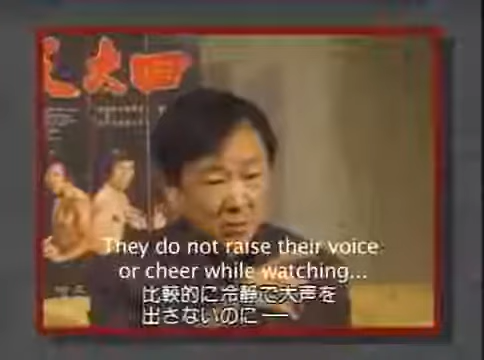 大回
They do not raise their voice
or cheer while watching...
比較的に冷静で大声を
出さないのに──